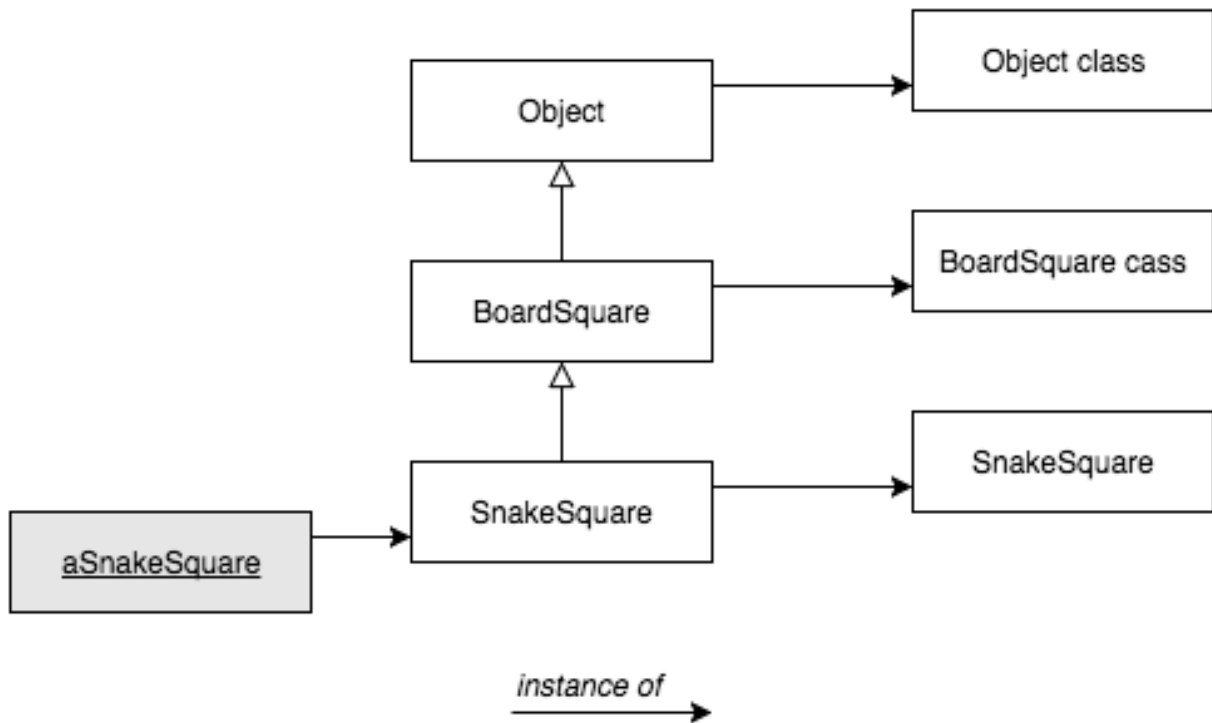 Object class
Object
BoardSquare cass
BoardSquare
SnakeSquare
SnakeSquare
aSnakeSquare
instance of